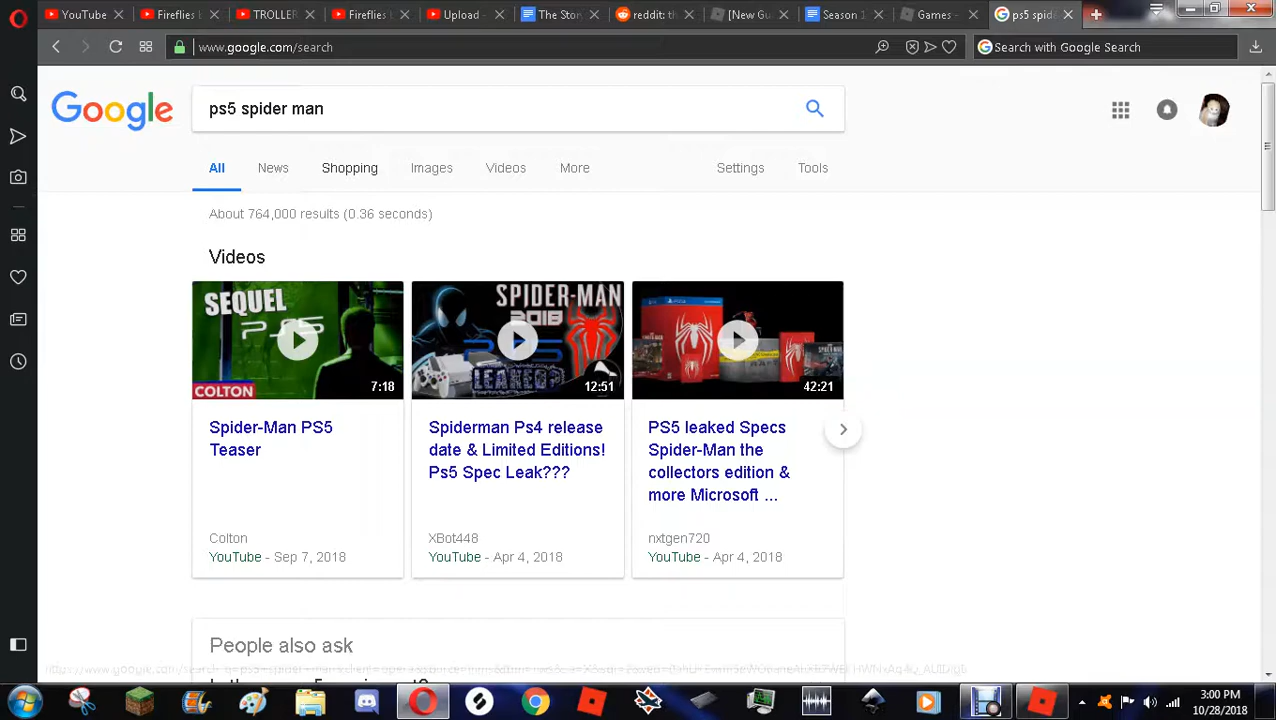 YouTube
Fireflies
TROLLER
Fireflies
Upload
The Stor
reddit: th
[New Gu
Season 1
Games -
ps5 spid
www.google.com/search
Search with Google Search
Google
ps5 spider man
All News Shopping Images Videos More Settings Tools
About 764,000 results (0.36 seconds)
Videos
SEQUEL
PS5
COLTON
7:18
SPIDER-MAN
2018
PS5
LEAKED?
12:51
42:21
Spider-Man PS5
Teaser
Colton
YouTube - Sep 7, 2018
Spiderman Ps4 release
date & Limited Editions!
Ps5 Spec Leak???
XBot448
YouTube - Apr 4, 2018
PS5 leaked Specs
Spider-Man the
collectors edition &
more Microsoft ...
nxtgen720
YouTube - Apr 4, 2018
People also ask
3:00 PM
10/28/2018